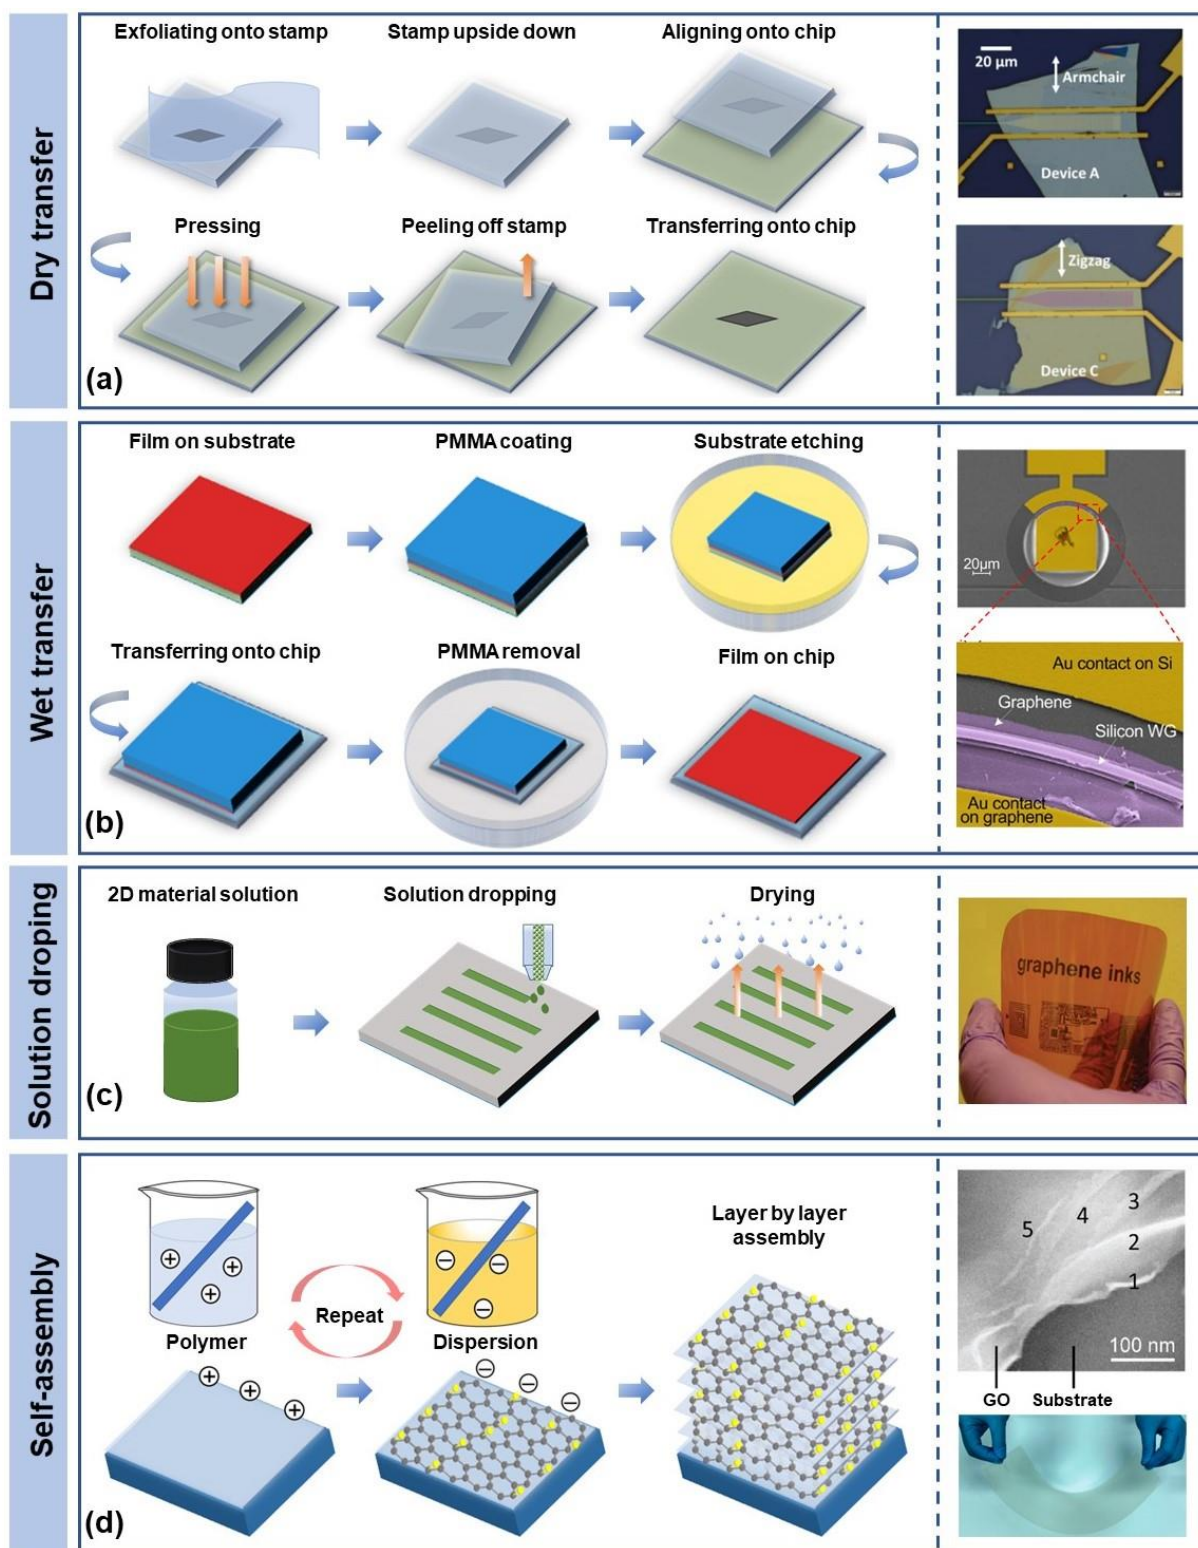 Dry transfer
Exfoliating onto stamp
Stamp upside down
Aligning onto chip
Pressing
Peeling off stamp
Transferring onto chip
(a)
20 μm
Armchair
Device A
Zigzag
Device C
Wet transfer
Film on substrate
PMMA coating
Substrate etching
Transferring onto chip
PMMA removal
Film on chip
(b)
20μm
Au contact on Si
Graphene
Silicon WG
Au contact
on graphene
Solution droping
2D material solution
Solution dropping
Drying
(c)
graphene inks
Self-assembly
Polymer
Repeat
Dispersion
Layer by layer
assembly
(d)
5
4
3
2
1
100 nm
GO
Substrate